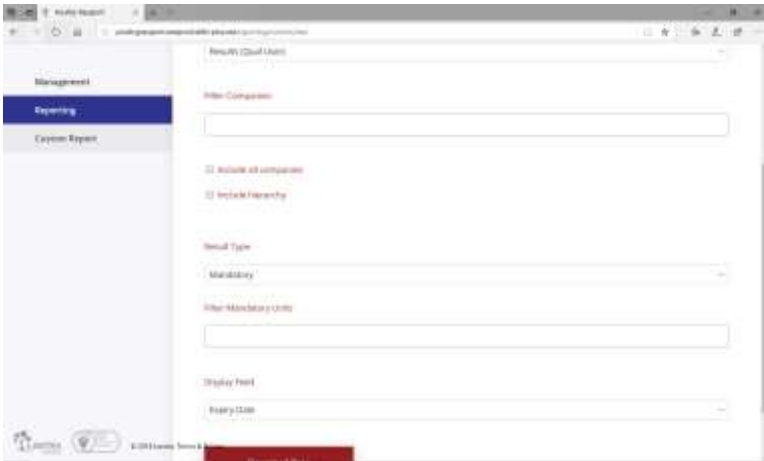 Results (Qual User)
Management
Filter Companies
Reporting
Custom Report
Include all companies
Include hierarchy
Result Type
Mandatory
Filter Mandatory Units
Display Field
Expiry Date